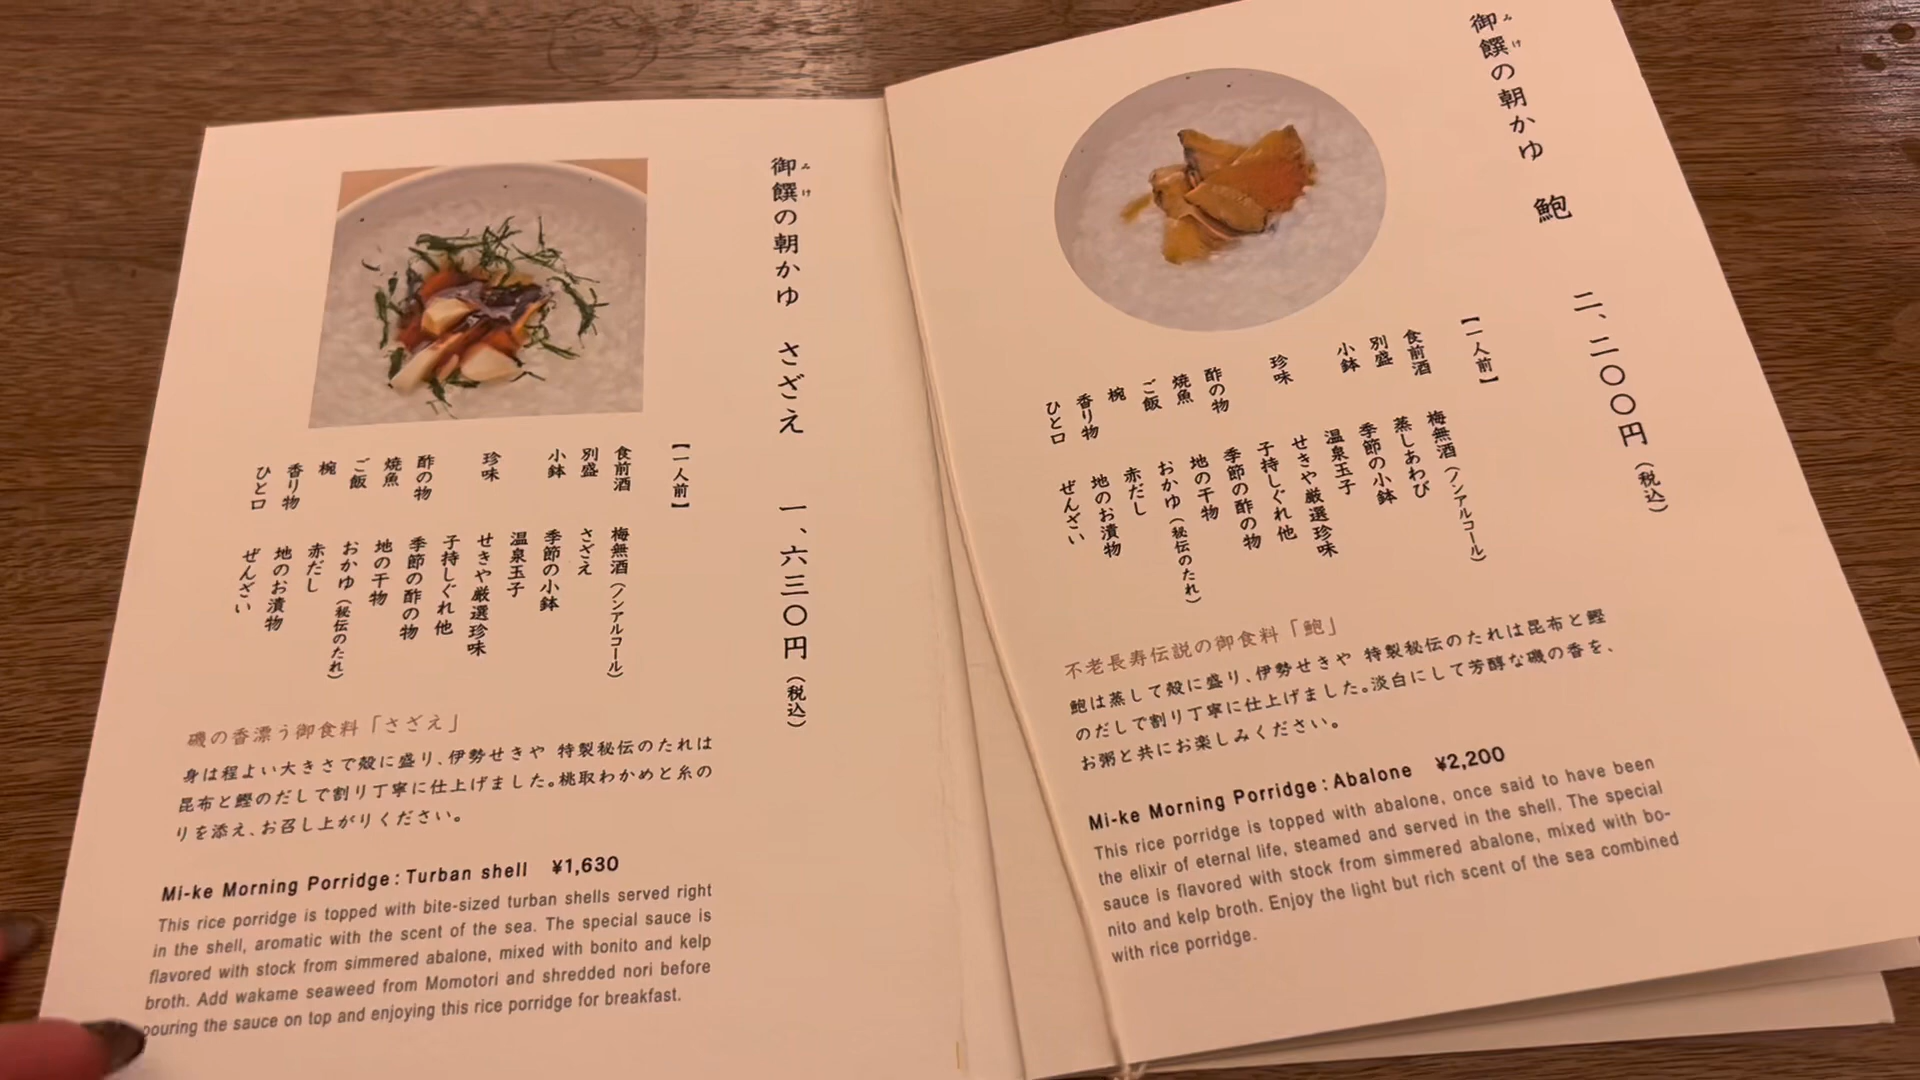 御饌の朝かゆ　鮑
みけ
二、二〇〇円（税込）
【一人前】
食前酒　梅無酒（ノンアルコール）
別盛　蒸しあわび
小鉢　季節の小鉢
温泉玉子
珍味　せきや厳選珍味
子持しぐれ他
酢の物　季節の酢の物
焼魚　地の干物
ご飯　おかゆ（秘伝のたれ）
椀　赤だし
香り物　地のお漬物
ひと口　ぜんざい
不老長寿伝説の御食料「鮑」
鮑は蒸して殻に盛り、伊勢せきや 特製秘伝のたれは昆布と鰹
のだしで割り丁寧に仕上げました。淡白にして芳醇な磯の香を、
お粥と共にお楽しみください。
Mi-ke Morning Porridge : Abalone ¥2,200
This rice porridge is topped with abalone, once said to have been
the elixir of eternal life, steamed and served in the shell. The special
sauce is flavored with stock from simmered abalone, mixed with bo-
nito and kelp broth. Enjoy the light but rich scent of the sea combined
with rice porridge.
御饌の朝かゆ　さざえ
みけ
一、六三〇円（税込）
【一人前】
食前酒　梅無酒（ノンアルコール）
別盛　さざえ
小鉢　季節の小鉢
温泉玉子
珍味　せきや厳選珍味
子持しぐれ他
酢の物　季節の酢の物
焼魚　地の干物
ご飯　おかゆ（秘伝のたれ）
椀　赤だし
香り物　地のお漬物
ひと口　ぜんざい
磯の香漂う御食料「さざえ」
身は程よい大きさで殻に盛り、伊勢せきや 特製秘伝のたれは
昆布と鰹のだしで割り丁寧に仕上げました。桃取わかめと糸の
りを添え、お召し上がりください。
Mi-ke Morning Porridge : Turban shell ¥1,630
This rice porridge is topped with bite-sized turban shells served right
in the shell, aromatic with the scent of the sea. The special sauce is
flavored with stock from simmered abalone, mixed with bonito and kelp
broth. Add wakame seaweed from Momotori and shredded nori before
pouring the sauce on top and enjoying this rice porridge for breakfast.